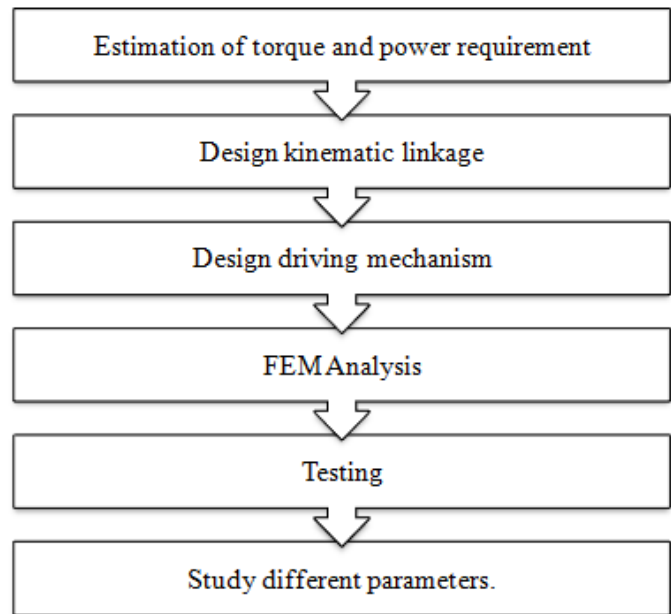 Estimation of torque and power requirement
Design kinematic linkage
Design driving mechanism
FEM Analysis
Testing
Study different parameters.